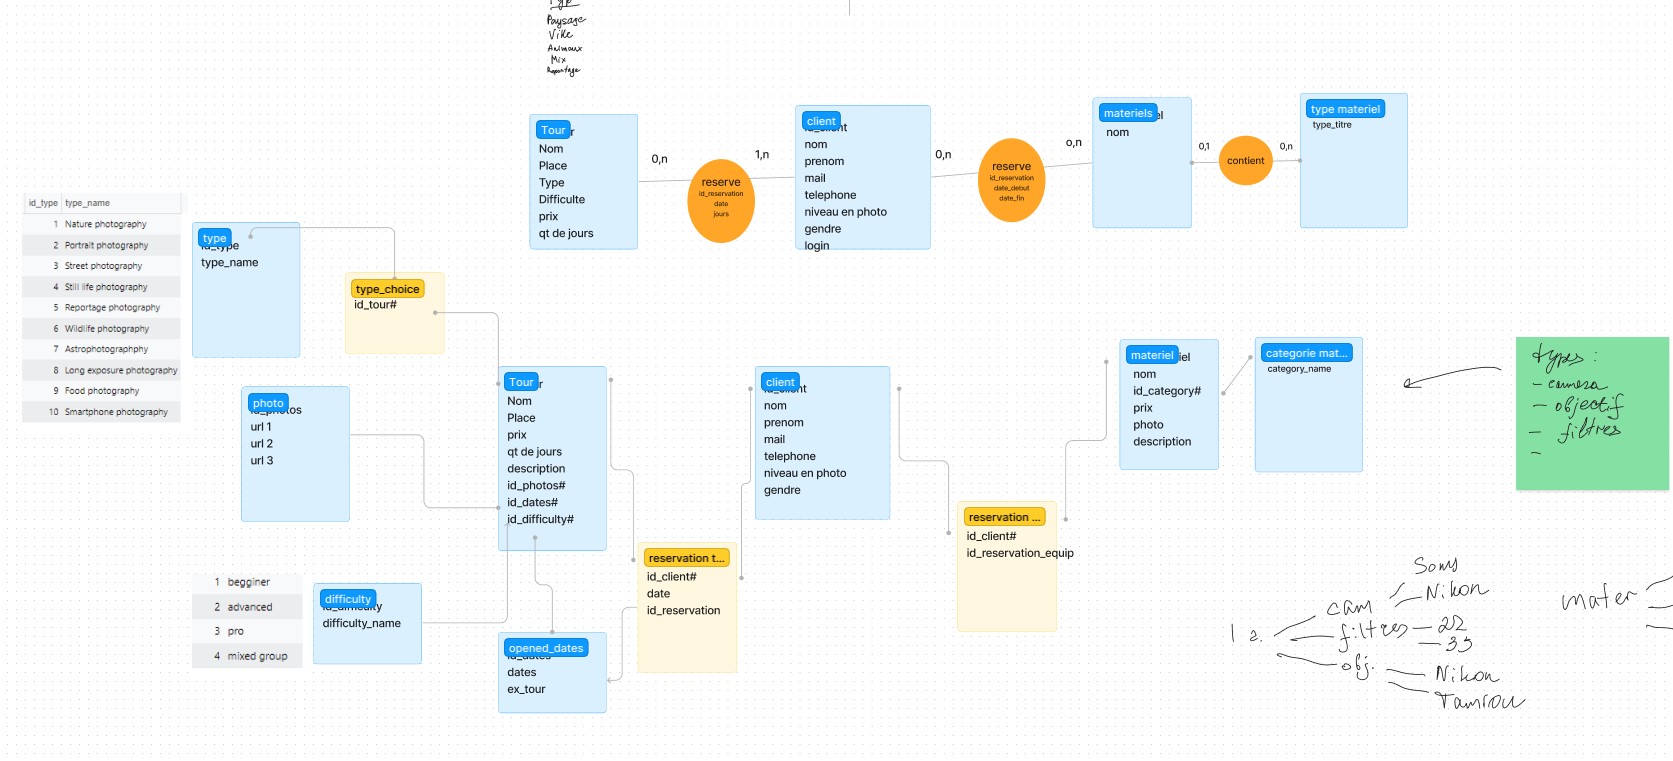 Type
Paysage
Ville
Animaux
Mix
Reportage
Tour
Nom
Place
Type
Difficulte
prix
qt de jours
0,n
reserve
id_reservation
date
jours
1,n
client
id_client
nom
prenom
mail
telephone
niveau en photo
gendre
login
0,n
reserve
id_reservation
date_debut
date_fin
o,n
materiels
nom
0,1
contient
0,n
type materiel
type_titre
id_type type_name
1 Nature photography
2 Portrait photography
3 Street photography
4 Still life photography
5 Reportage photography
6 Wildlife photography
7 Astrophotographphy
8 Long exposure photography
9 Food photography
10 Smartphone photography
type
id_type
type_name
type_choice
id_tour#
photo
id_photos
url 1
url 2
url 3
Tour
Nom
Place
prix
qt de jours
description
id_photos#
id_dates#
id_difficulty#
client
id_client
nom
prenom
mail
telephone
niveau en photo
gendre
materiel
nom
id_category#
prix
photo
description
categorie mat...
category_name
types :
- camera
- objectif
- filtres
-
reservation t...
id_client#
date
id_reservation
reservation ...
id_client#
id_reservation_equip
1 begginer
2 advanced
3 pro
4 mixed group
difficulty
id_difficulty
difficulty_name
opened_dates
id_dates
dates
ex_tour
Sony
cam Nikon
filtres 22
33
obj. Nikon
Tamron
mater